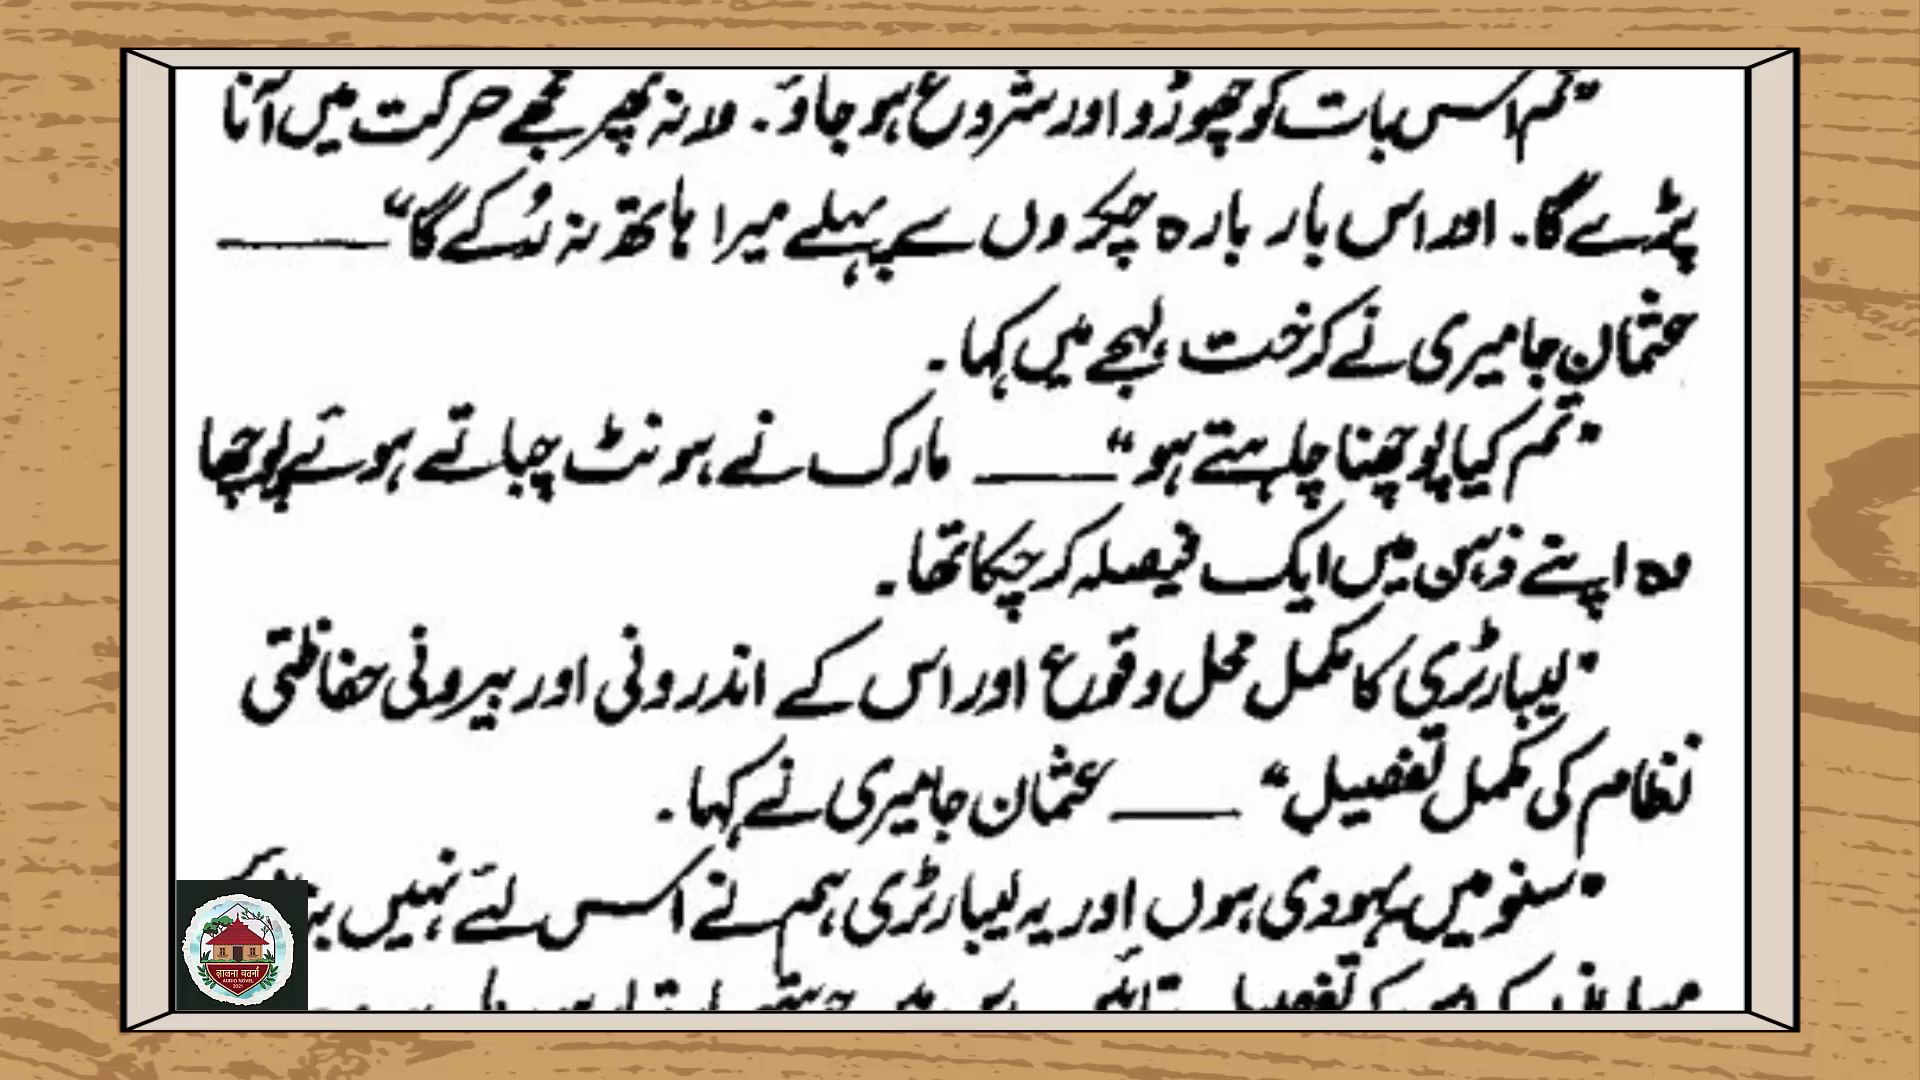 "تم اس بات کو چھوڑو اور شروع ہو جاؤ. ورنہ پھر مجھے حرکت میں آنا
پڑے گا. اور اس بار بارہ چکروں سے پہلے میرا ہاتھ نہ رُکے گا" ———
عثمان جامیری نے کرخت لہجے میں کہا.
"تم کیا پوچھنا چاہتے ہو" ——— مارک نے ہونٹ چباتے ہوئے پوچھا
وہ اپنے ذہن میں ایک فیصلہ کر چکا تھا.
"لیبارٹری کا مکمل محل وقوع اور اس کے اندرونی اور بیرونی حفاظتی
نظام کی مکمل تفصیل" ——— عثمان جامیری نے کہا.
"سنو میں یہودی ہوں اور یہ لیبارٹری ہم نے اس لئے نہیں
AUDIO NOVEL
2021